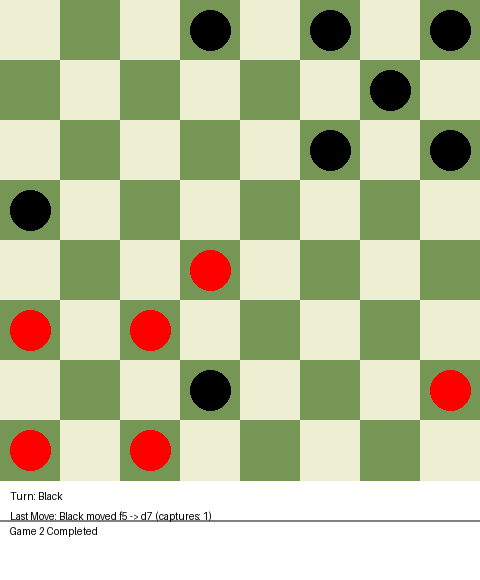 Turn: Black
Last Move: Black moved f5 -> d7 (captures: 1)
Game 2 Completed